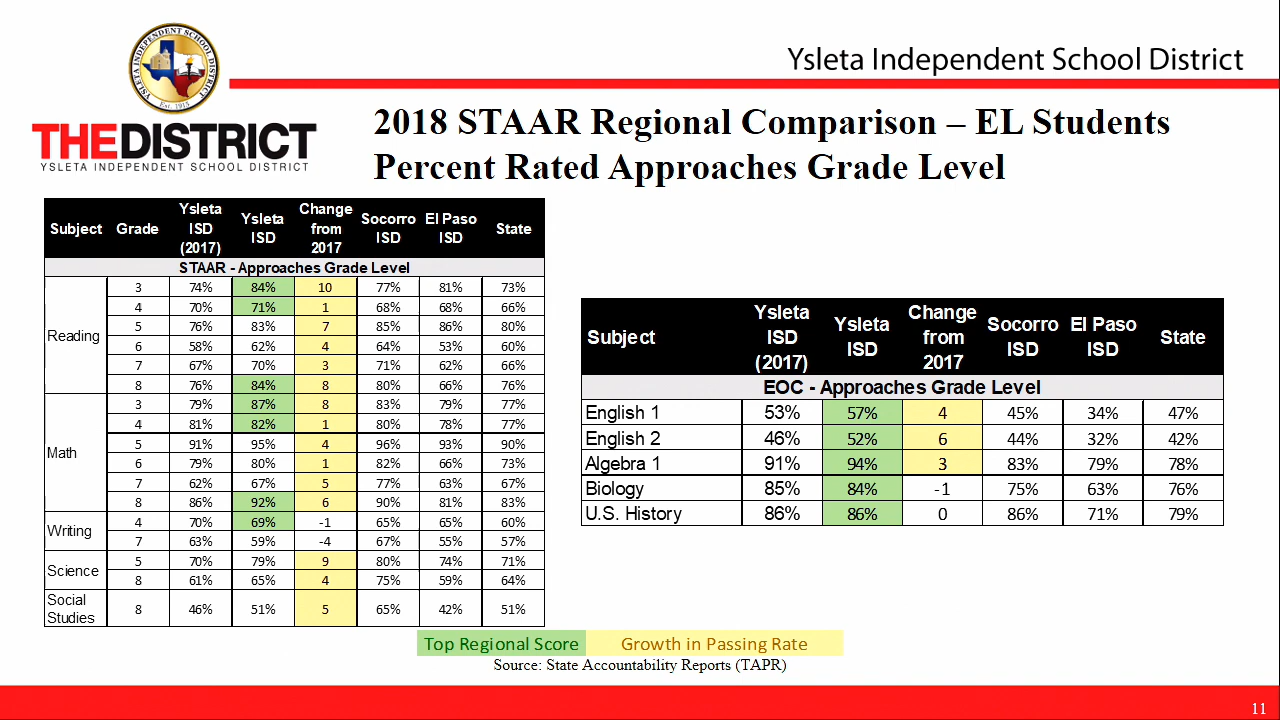 YSLETA INDEPENDENT SCHOOL DISTRICT
Est. 1915
THEDISTRICT
YSLETA INDEPENDENT SCHOOL DISTRICT
Ysleta Independent School District
2018 STAAR Regional Comparison – EL Students
Percent Rated Approaches Grade Level
Subject Grade Ysleta ISD (2017) Ysleta ISD Change from 2017 Socorro ISD El Paso ISD State
STAAR - Approaches Grade Level
Reading 3 74% 84% 10 77% 81% 73%
4 70% 71% 1 68% 68% 66%
5 76% 83% 7 85% 86% 80%
6 58% 62% 4 64% 53% 60%
7 67% 70% 3 71% 62% 66%
8 76% 84% 8 80% 66% 76%
Math 3 79% 87% 8 83% 79% 77%
4 81% 82% 1 80% 78% 77%
5 91% 95% 4 96% 93% 90%
6 79% 80% 1 82% 66% 73%
7 62% 67% 5 77% 63% 67%
8 86% 92% 6 90% 81% 83%
Writing 4 70% 69% -1 65% 65% 60%
7 63% 59% -4 67% 55% 57%
Science 5 70% 79% 9 80% 74% 71%
8 61% 65% 4 75% 59% 64%
Social Studies 8 46% 51% 5 65% 42% 51%
Subject Ysleta ISD (2017) Ysleta ISD Change from 2017 Socorro ISD El Paso ISD State
EOC - Approaches Grade Level
English 1 53% 57% 4 45% 34% 47%
English 2 46% 52% 6 44% 32% 42%
Algebra 1 91% 94% 3 83% 79% 78%
Biology 85% 84% -1 75% 63% 76%
U.S. History 86% 86% 0 86% 71% 79%
Top Regional Score Growth in Passing Rate
Source: State Accountability Reports (TAPR)
11